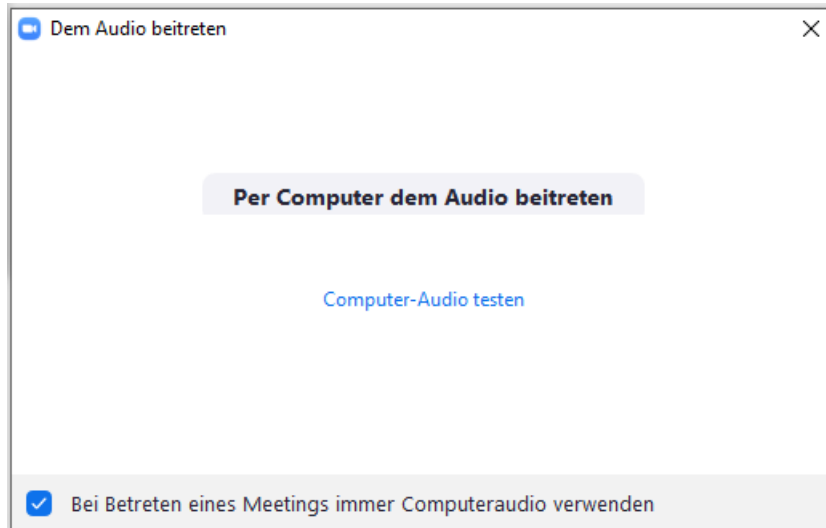 Dem Audio beitreten
Per Computer dem Audio beitreten
Computer-Audio testen
Bei Betreten eines Meetings immer Computeraudio verwenden